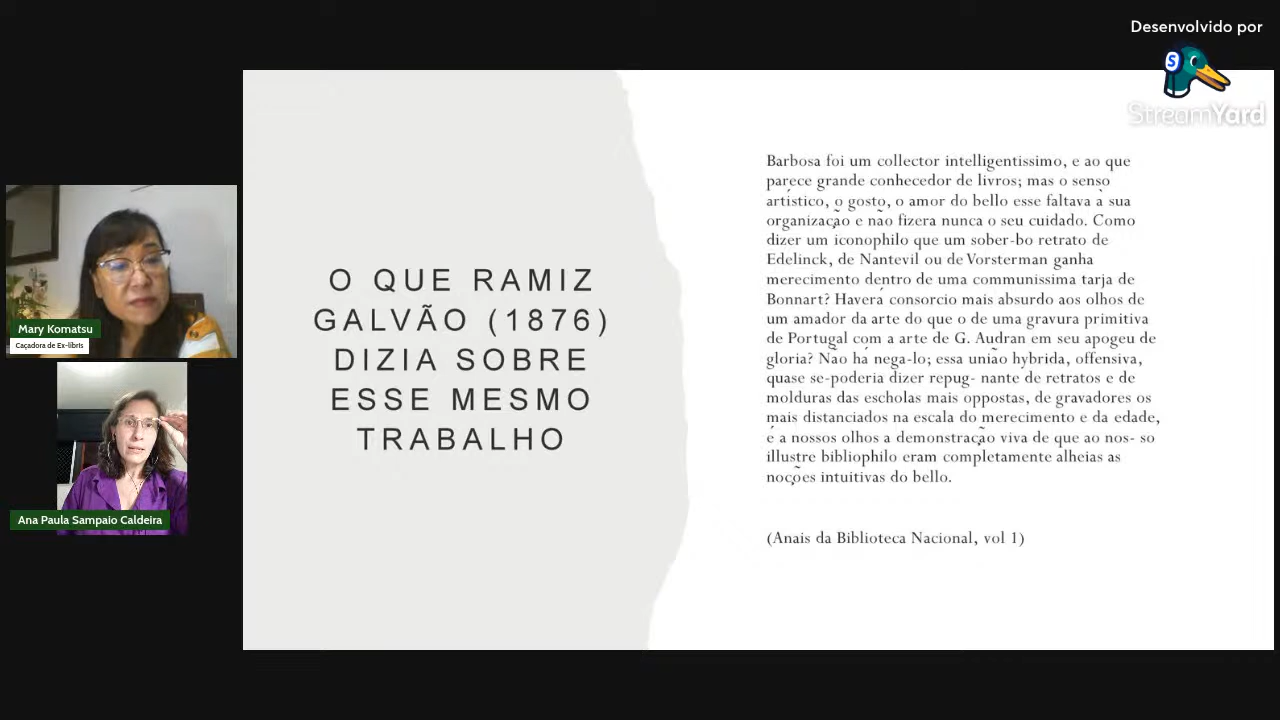 Desenvolvido por
StreamYard
Mary Komatsu
Caçadora de Ex-libris
Ana Paula Sampaio Caldeira
O QUE RAMIZ
GALVÃO (1876)
DIZIA SOBRE
ESSE MESMO
TRABALHO
Barbosa foi um collector intelligentissimo, e ao que
parece grande conhecedor de livros; mas o senso
artístico, o gosto, o amor do bello esse faltava à sua
organização e não fizera nunca o seu cuidado. Como
dizer um iconophilo que um sober-bo retrato de
Edelinck, de Nantevil ou de Vorsterman ganha
merecimento dentro de uma communissima tarja de
Bonnart? Haverá consorcio mais absurdo aos olhos de
um amador da arte do que o de uma gravura primitiva
de Portugal com a arte de G. Audran em seu apogeu de
gloria? Não há nega-lo; essa união hybrida, offensiva,
quase se-poderia dizer repug- nante de retratos e de
molduras das escholas mais oppostas, de gravadores os
mais distanciados na escala do merecimento e da edade,
é a nossos olhos a demonstração viva de que ao nos- so
illustre bibliophilo eram completamente alheias as
noções intuitivas do bello.
(Anais da Biblioteca Nacional, vol 1)